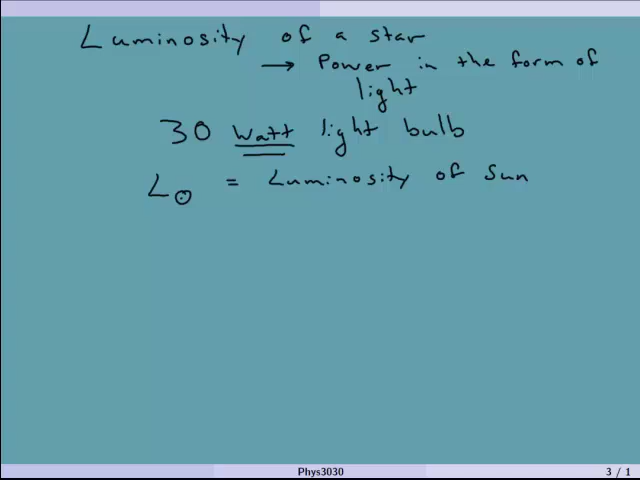 Luminosity of a star
→ Power in the form of
light
30 Watt light bulb
L⊙ = Luminosity of Sun
Phys3030
3 / 1